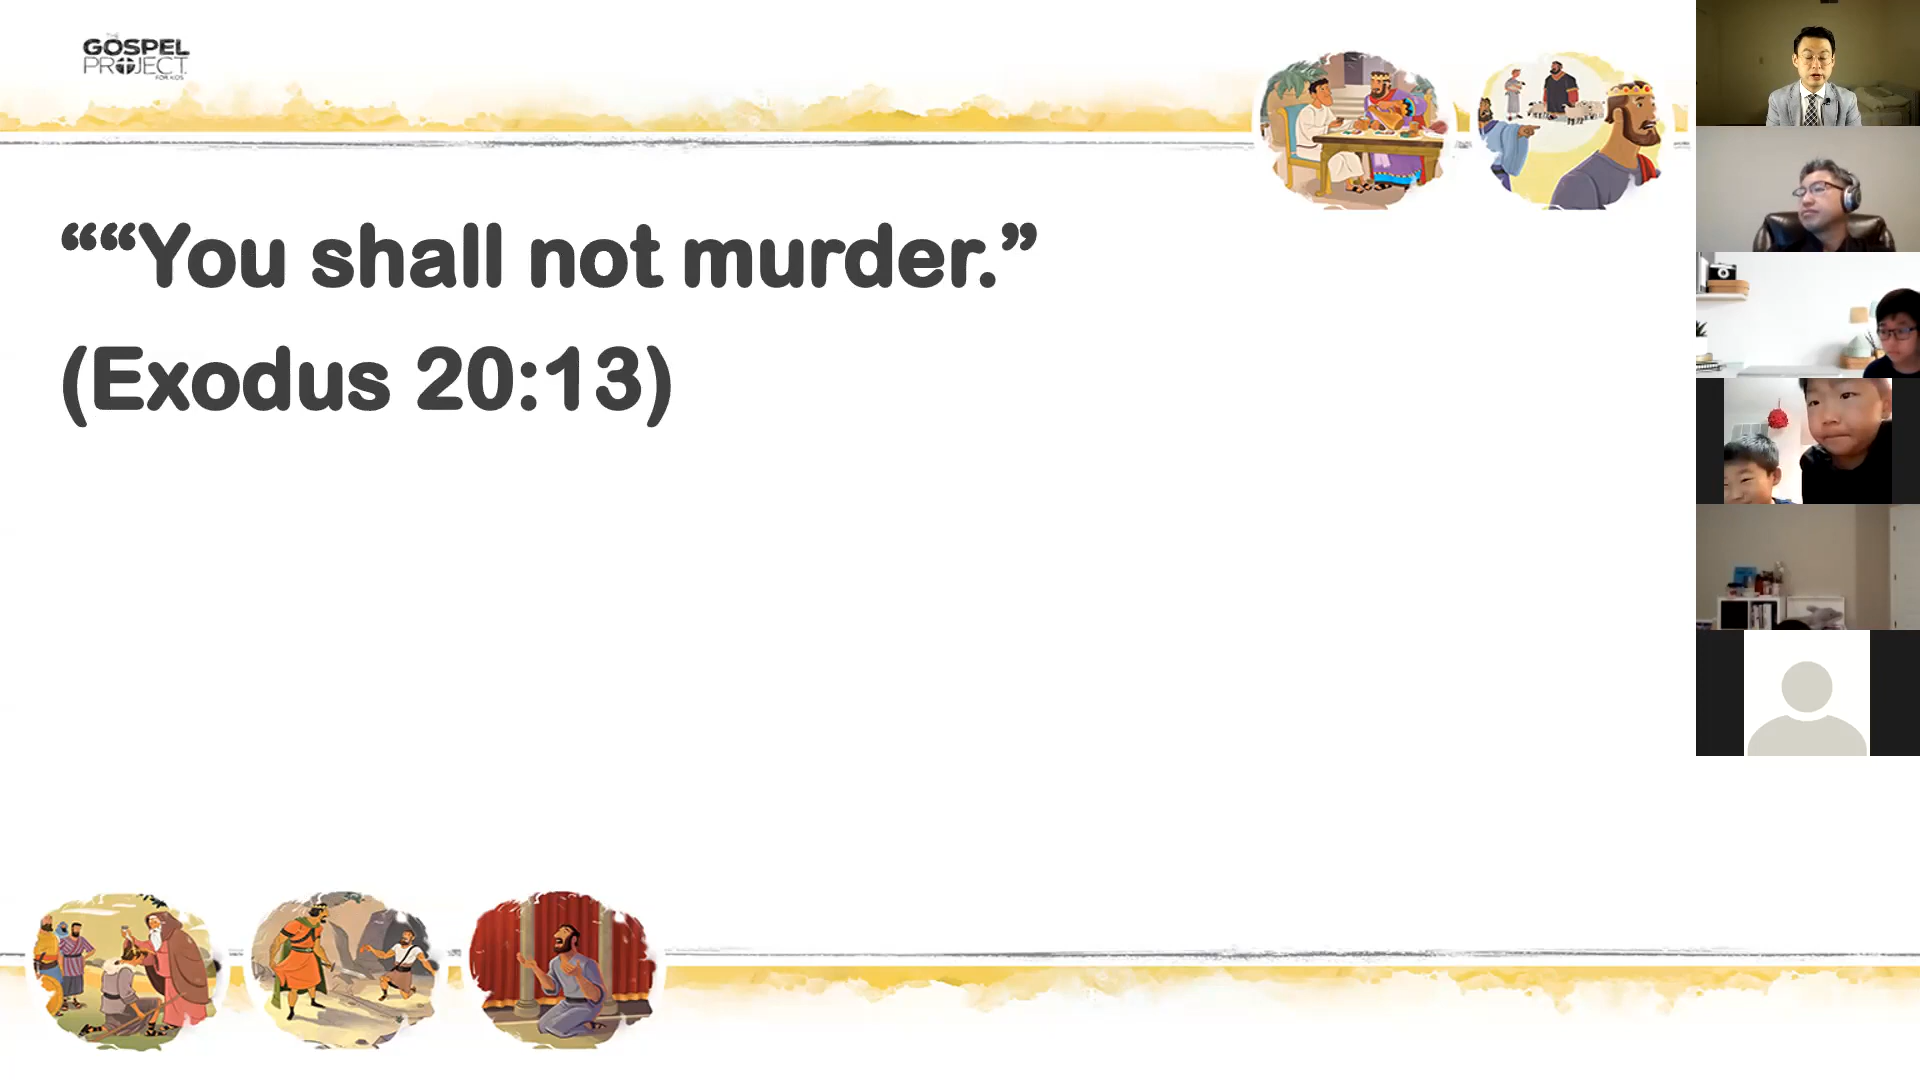 THE
GOSPEL
PROJECT
FOR KIDS
““You shall not murder.”
(Exodus 20:13)